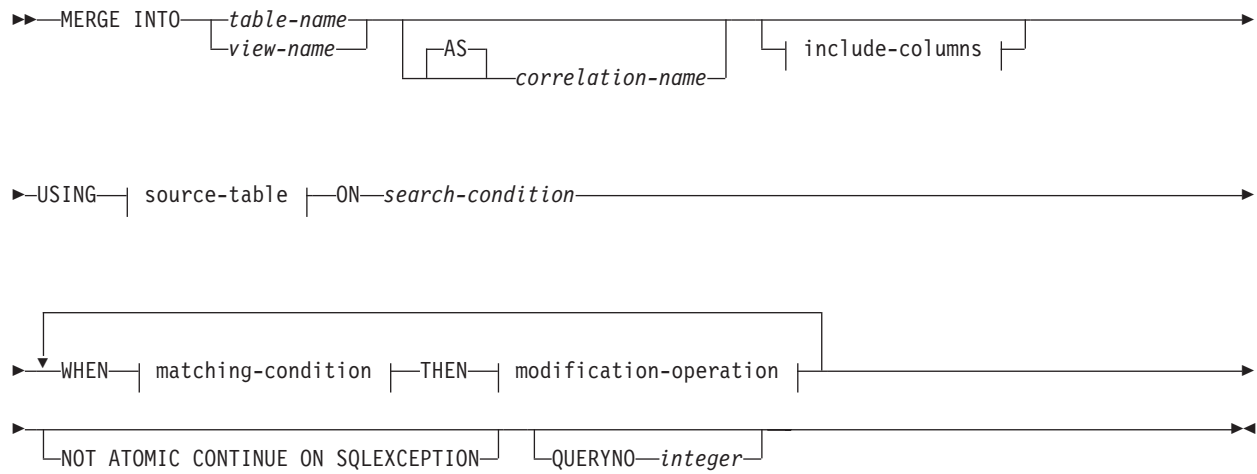 MERGE INTO table-name
view-name
AS
correlation-name
include-columns
USING source-table ON search-condition
WHEN matching-condition THEN modification-operation
NOT ATOMIC CONTINUE ON SQLEXCEPTION QUERYNO integer